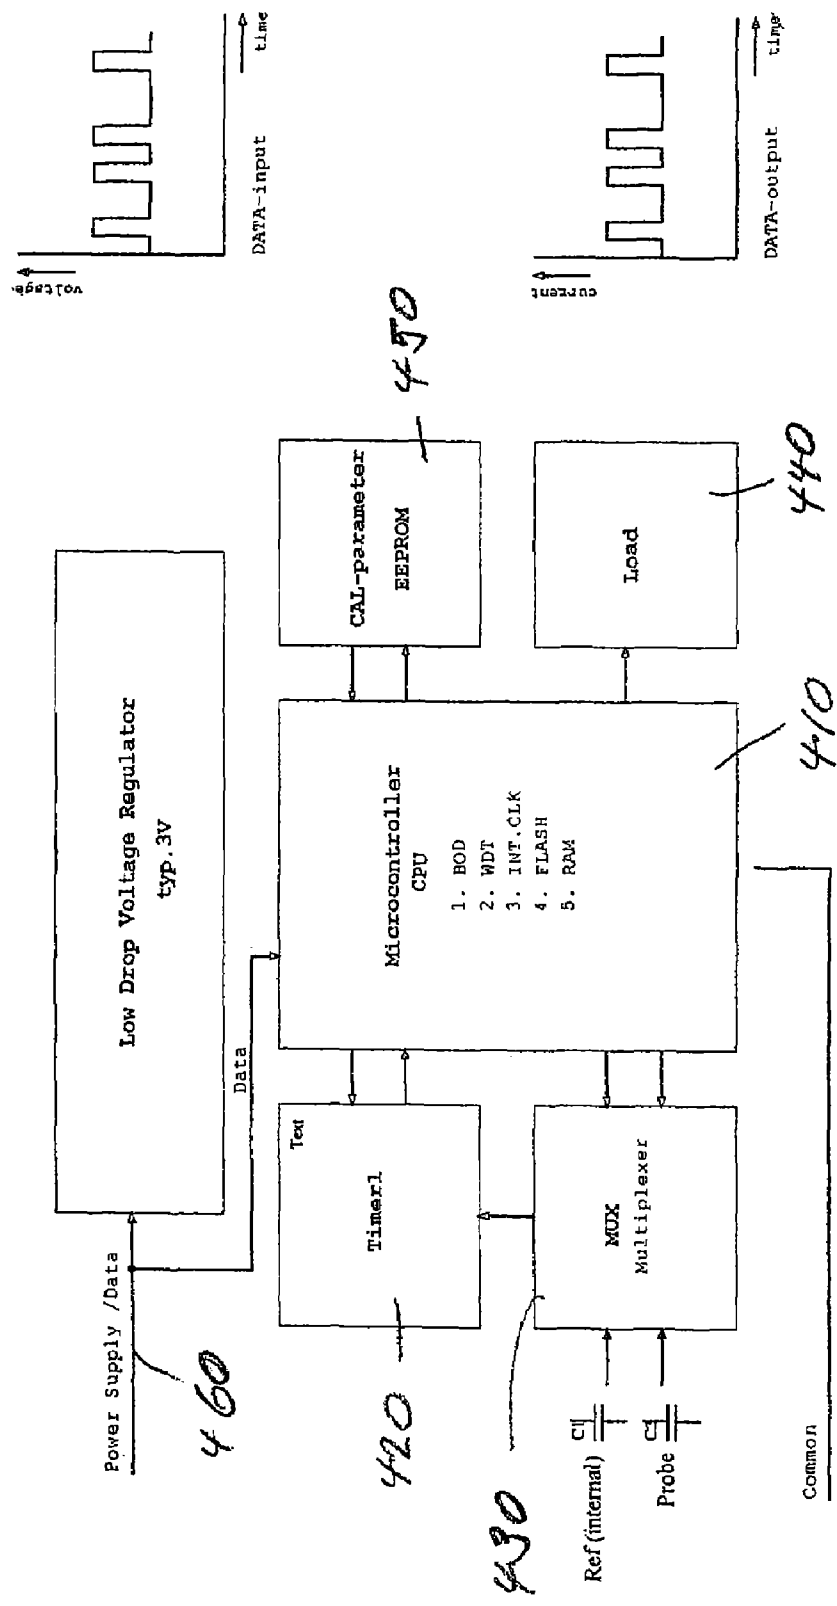 Power Supply /Data
460
Low Drop Voltage Regulator
typ.3V
voltage
time
DATA-input
Data
420
Text
Timer1
Microcontroller
CPU
1. BOD
2. WDT
3. INT.CLK
4. FLASH
5. RAM
CAL-parameter
EEPROM
450
430
Ref (internal)
C1
Probe
C1
MUX
Multiplexer
Load
440
410
current
time
DATA-output
Common